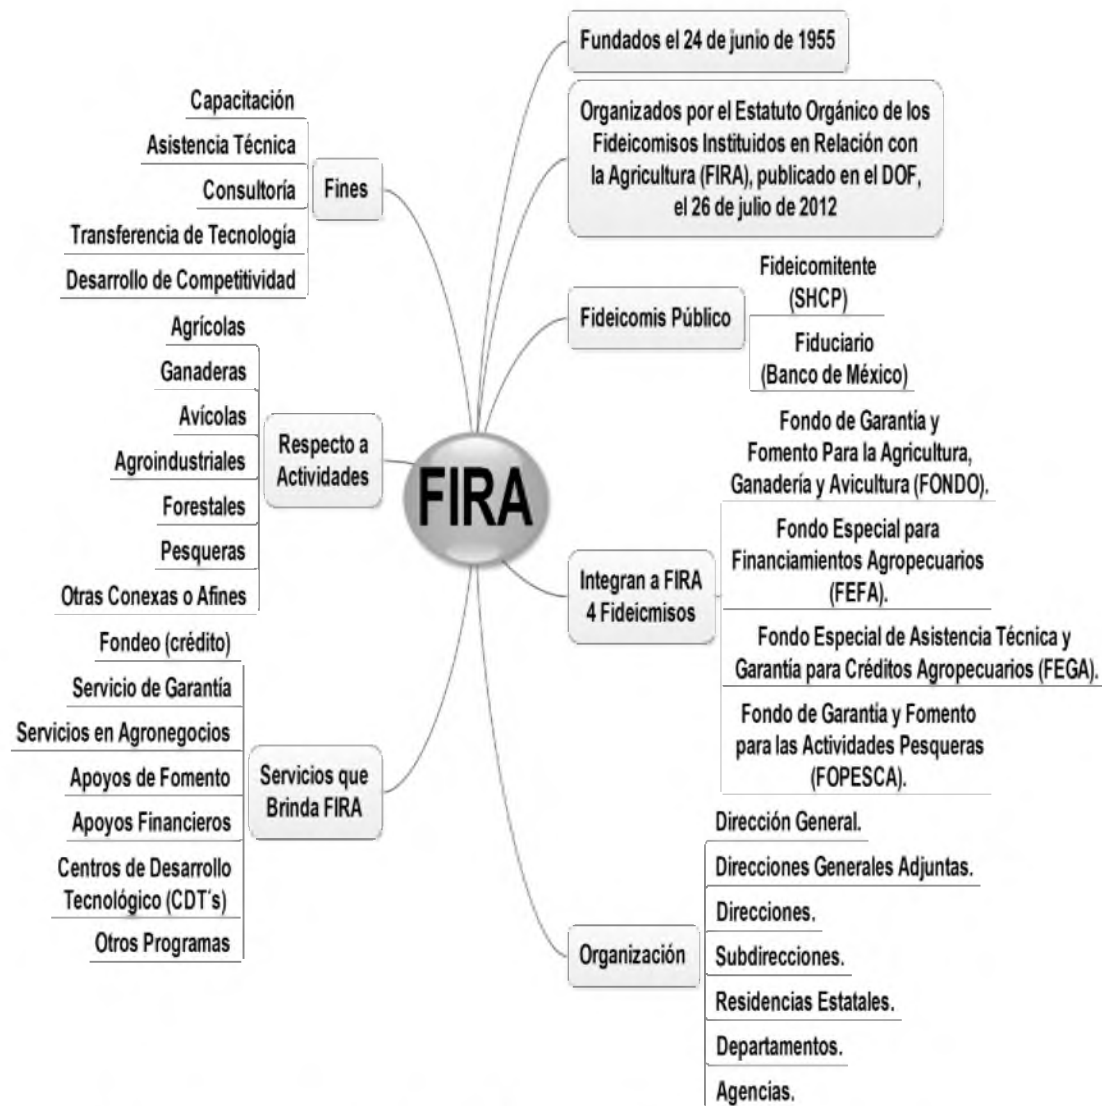 FIRA
Fundados el 24 de junio de 1955
Organizados por el Estatuto Orgánico de los
Fideicomisos Instituidos en Relación con
la Agricultura (FIRA), publicado en el DOF,
el 26 de julio de 2012
Fideicomis Público
Fideicomitente
(SHCP)
Fiduciario
(Banco de México)
Integran a FIRA
4 Fideicmisos
Fondo de Garantía y
Fomento Para la Agricultura,
Ganadería y Avicultura (FONDO).
Fondo Especial para
Financiamientos Agropecuarios
(FEFA).
Fondo Especial de Asistencia Técnica y
Garantía para Créditos Agropecuarios (FEGA).
Fondo de Garantía y Fomento
para las Actividades Pesqueras
(FOPESCA).
Organización
Dirección General.
Direcciones Generales Adjuntas.
Direcciones.
Subdirecciones.
Residencias Estatales.
Departamentos.
Agencías.
Fines
Capacitación
Asistencia Técnica
Consultoría
Transferencia de Tecnología
Desarrollo de Competitividad
Respecto a
Actividades
Agrícolas
Ganaderas
Avícolas
Agroindustriales
Forestales
Pesqueras
Otras Conexas o Afines
Servicios que
Brinda FIRA
Fondeo (crédito)
Servicio de Garantía
Servicios en Agronegocios
Apoyos de Fomento
Apoyos Financieros
Centros de Desarrollo
Tecnológico (CDT´s)
Otros Programas